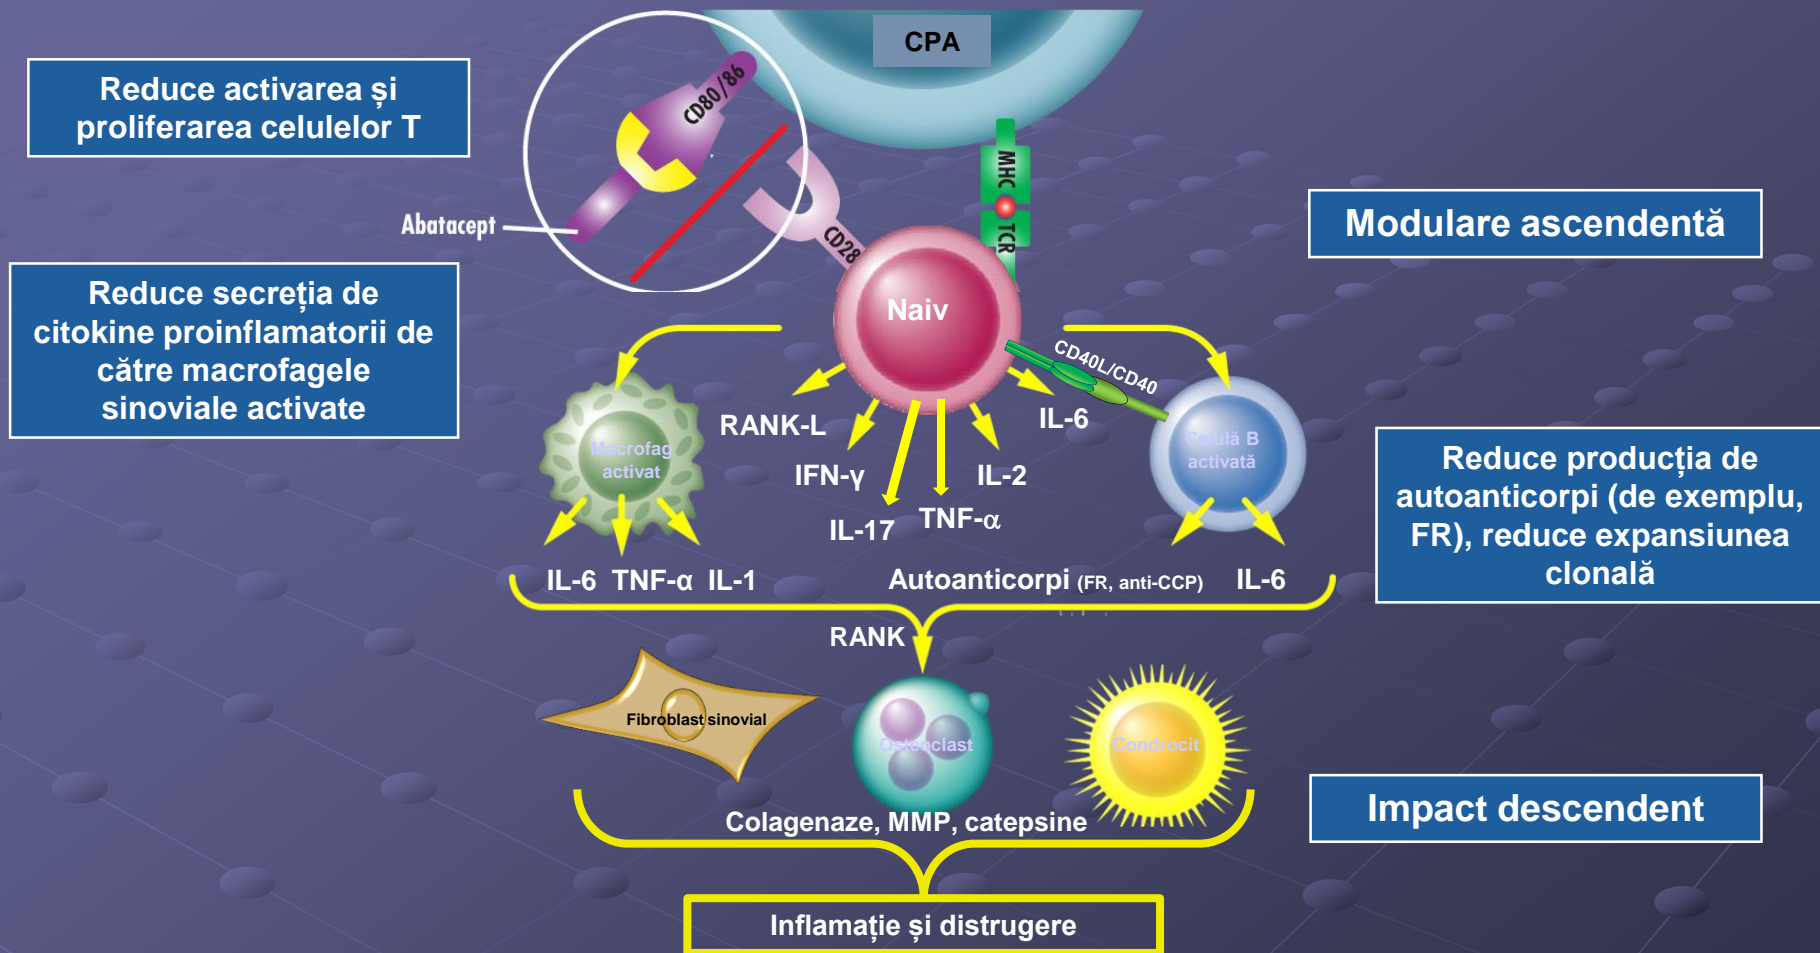 CPA
Reduce activarea și
proliferarea celulelor T
CD80/86
MHC
TCR
Abatacept
CD28
Modulare ascendentă
Reduce secreția de
citokine proinflamatorii de
către macrofagele
sinoviale activate
Naiv
CD40L/CD40
RANK-L
IL-6
IFN-γ
IL-2
IL-17
TNF-α
Macrofag
activat
Celulă B
activată
Reduce producția de
autoanticorpi (de exemplu,
FR), reduce expansiunea
clonală
IL-6 TNF-α IL-1
Autoanticorpi (FR, anti-CCP) IL-6
RANK
Fibroblast sinovial
Osteoclast
Condrocit
Colagenaze, MMP, catepsine
Impact descendent
Inflamație și distrugere